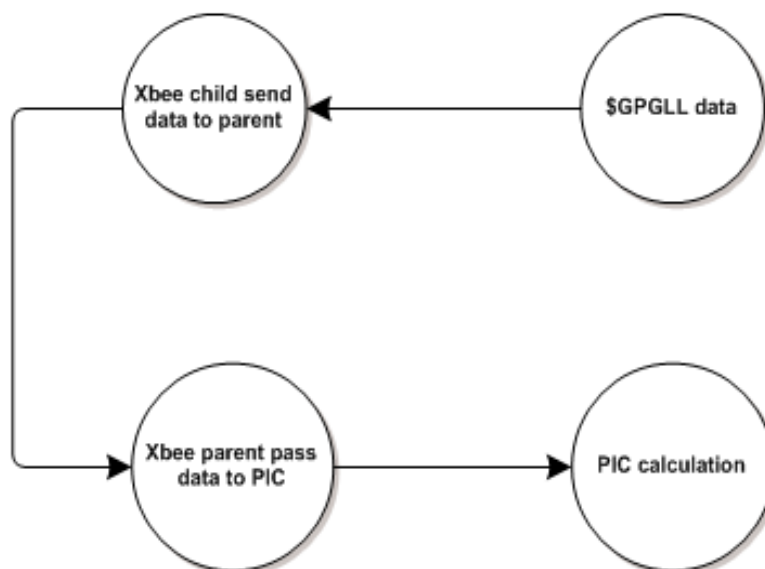 Xbee child send
data to parent
$GPGLL data
Xbee parent pass
data to PIC
PIC calculation